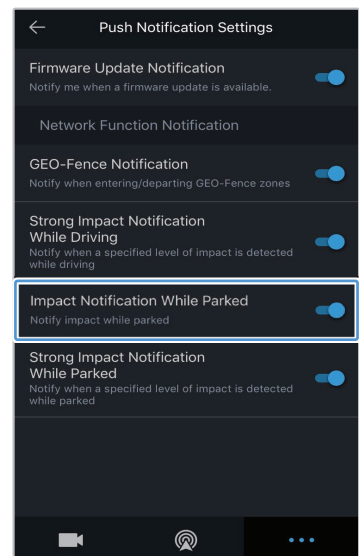 Push Notification Settings
Firmware Update Notification
Notify me when a firmware update is available.
Network Function Notification
GEO-Fence Notification
Notify when entering/departing GEO-Fence zones
Strong Impact Notification
While Driving
Notify when a specified level of impact is detected
while driving
Impact Notification While Parked
Notify impact while parked
Strong Impact Notification
While Parked
Notify when a specified level of impact is detected
while parked